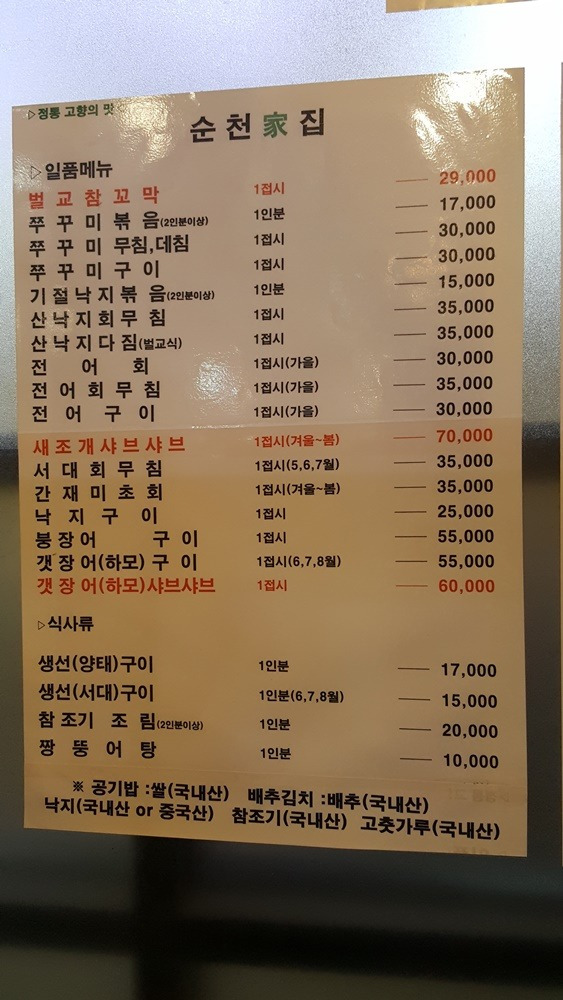 ▷정통 고향의 맛
순천家집
▷일품메뉴
벌교참꼬막 1접시 29,000
쭈꾸미볶음(2인분이상) 1인분 17,000
쭈꾸미 무침,데침 1접시 30,000
쭈꾸미구이 1접시 30,000
기절낙지볶음(2인분이상) 1인분 15,000
산낙지회무침 1접시 35,000
산낙지다짐(벌교식) 1접시 35,000
전어회 1접시(가을) 30,000
전어회무침 1접시(가을) 35,000
전어구이 1접시(가을) 30,000
새조개샤브샤브 1접시(겨울~봄) 70,000
서대회무침 1접시(5,6,7월) 35,000
간재미초회 1접시(겨울~봄) 35,000
낙지구이 1접시 25,000
붕장어 구이 1접시 55,000
갯장어(하모)구이 1접시(6,7,8월) 55,000
갯장어(하모)샤브샤브 1접시 60,000
▷식사류
생선(양태)구이 1인분 17,000
생선(서대)구이 1인분(6,7,8월) 15,000
참조기 조림(2인분이상) 1인분 20,000
짱뚱어탕 1인분 10,000
※ 공기밥 :쌀(국내산) 배추김치 :배추(국내산)
낙지(국내산 or 중국산) 참조기(국내산) 고춧가루(국내산)